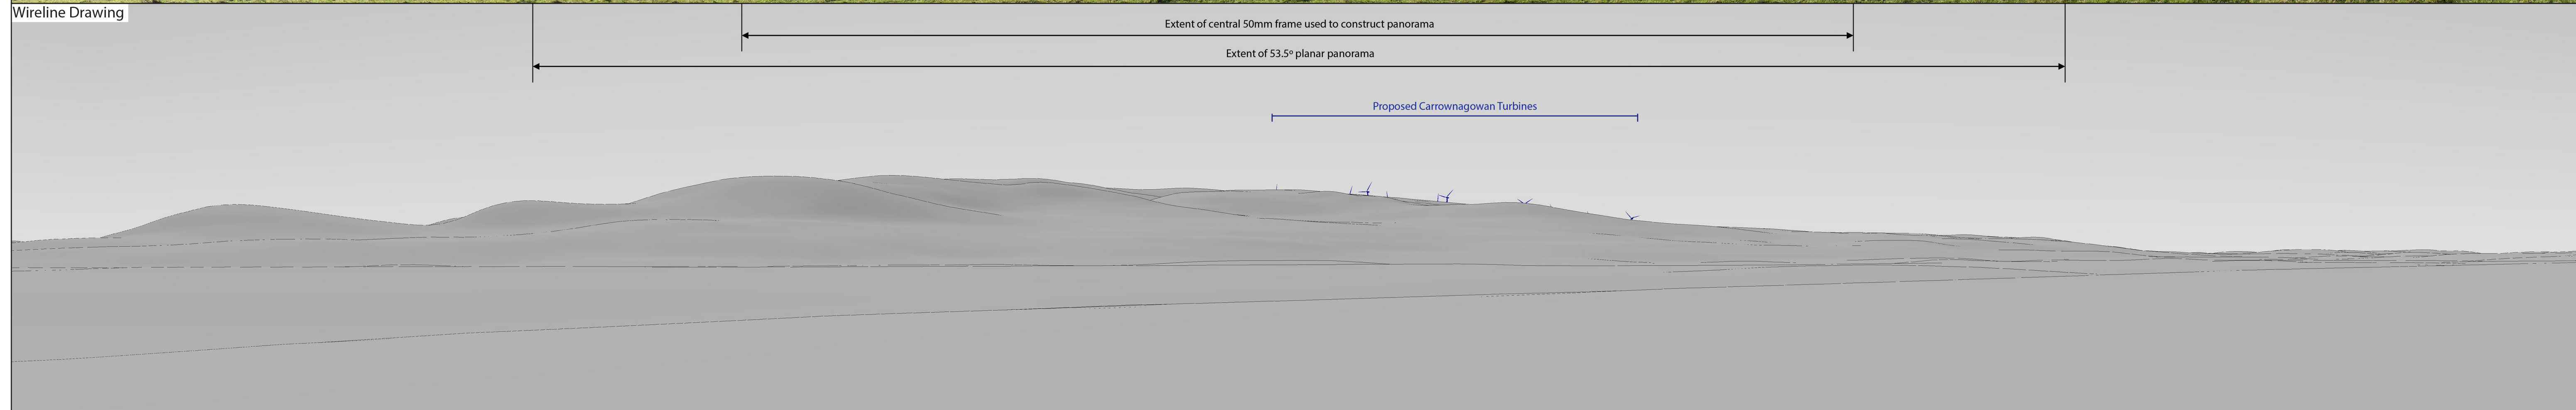 Wireline Drawing
Extent of central 50mm frame used to construct panorama
Extent of 53.5º planar panorama
Proposed Carrownagowan Turbines